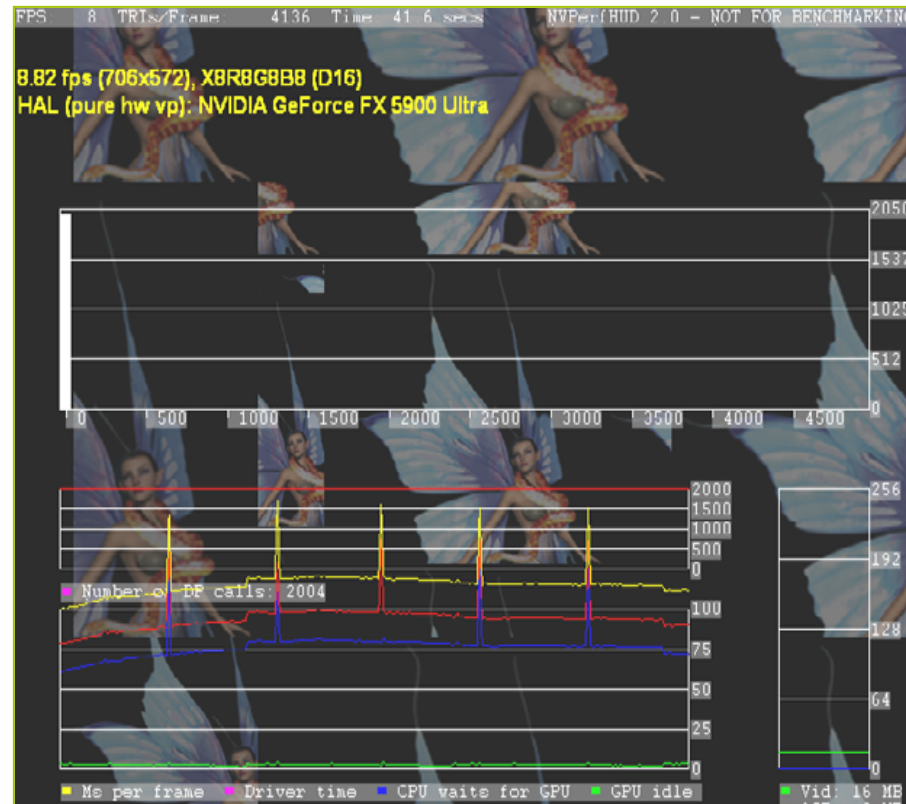 FPS: 8 TRIs/Frame: 4136 Time: 41.6 secs NVPerfHUD 2.0 - NOT FOR BENCHMARKING
8.82 fps (706x572), X8R8G8B8 (D16)
HAL (pure hw vp): NVIDIA GeForce FX 5900 Ultra
2050
1537
1025
512
0
0 500 1000 1500 2000 2500 3000 3500 4000 4500
2000 256
1500
1000
500 192
0
Number of DP calls: 2004
100
128
75
64
50
25
0 0
Ms per frame Driver time CPU waits for GPU GPU idle Vid: 16 MB